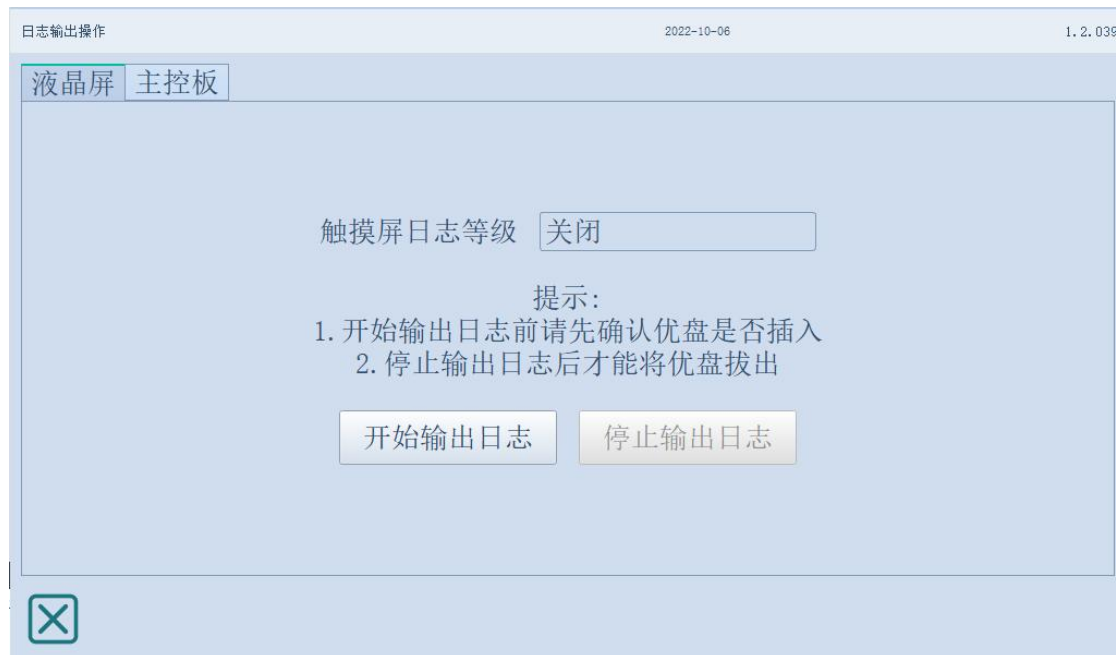 日志输出操作 2022-10-06 1.2.039
液晶屏 主控板
触摸屏日志等级 关闭
提示:
1.开始输出日志前请先确认优盘是否插入
2.停止输出日志后才能将优盘拔出
开始输出日志 停止输出日志